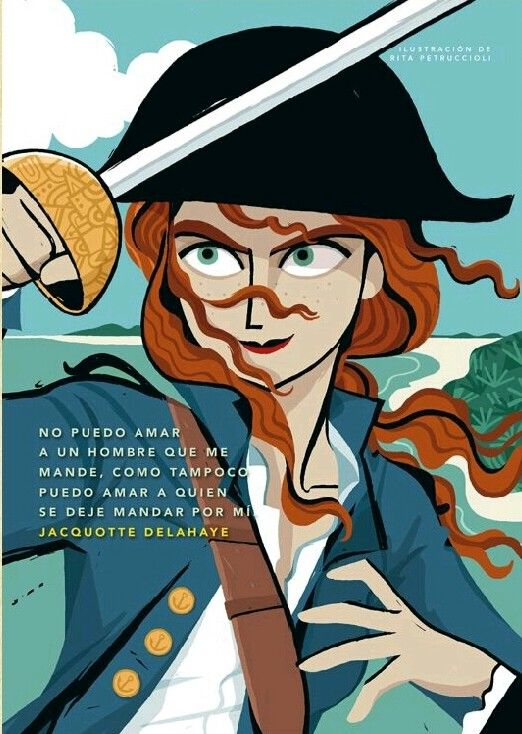 ILUSTRACIÓN DE
RITA PETRUCCIOLI
NO PUEDO AMAR
A UN HOMBRE QUE ME
MANDE, COMO TAMPOCO
PUEDO AMAR A QUIEN
SE DEJE MANDAR POR MÍ.
JACQUOTTE DELAHAYE